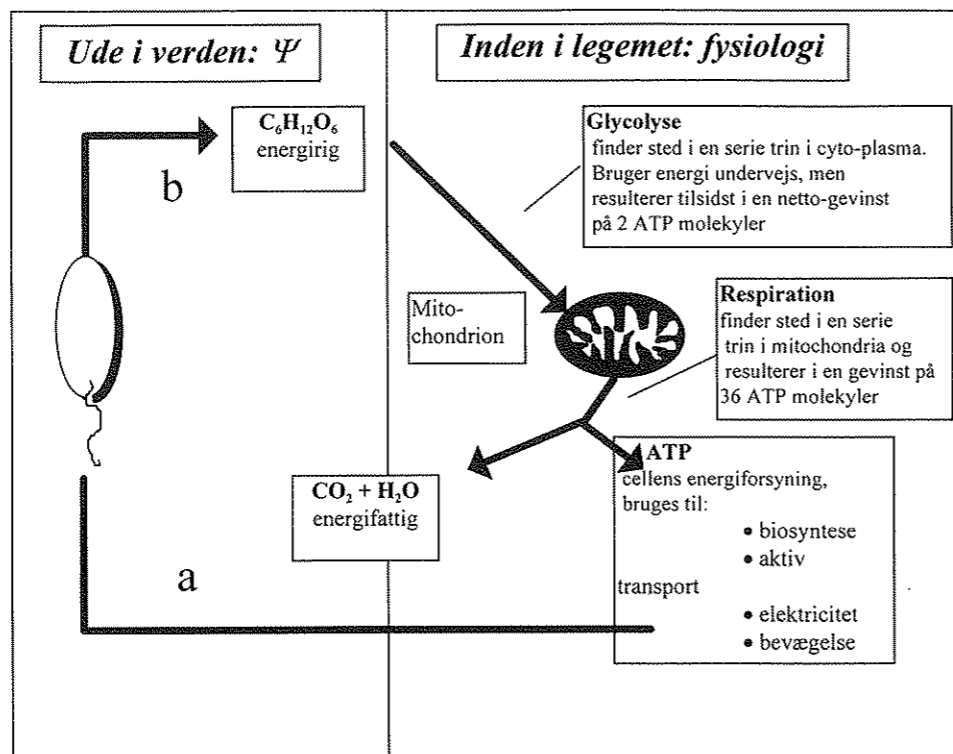 Ude i verden: Ψ
Inden i legemet: fysiologi
C₆H₁₂O₆
energirig
b
Glycolyse
finder sted i en serie trin i cyto-plasma.
Bruger energi undervejs, men
resulterer tilsidst i en netto-gevinst
på 2 ATP molekyler
Mito-
chondrion
Respiration
finder sted i en serie
trin i mitochondria og
resulterer i en gevinst på
36 ATP molekyler
CO₂ + H₂O
energifattig
ATP
cellens energiforsyning,
bruges til:
• biosyntese
• aktiv
transport
• elektricitet
• bevægelse
a